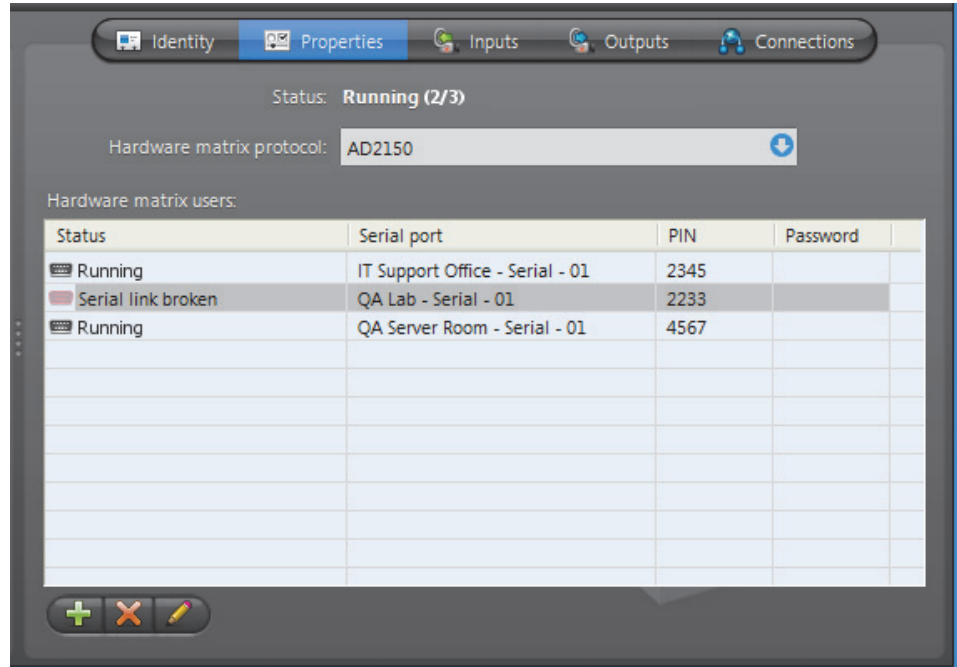 Identity Properties Inputs Outputs Connections
Status: Running (2/3)
Hardware matrix protocol: AD2150
Hardware matrix users:
Status Serial port PIN Password
Running IT Support Office - Serial - 01 2345
Serial link broken QA Lab - Serial - 01 2233
Running QA Server Room - Serial - 01 4567